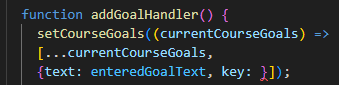 function addGoalHandler() {
setCourseGoals((currentCourseGoals) =>
[...currentCourseGoals,
{text: enteredGoalText, key: }]);